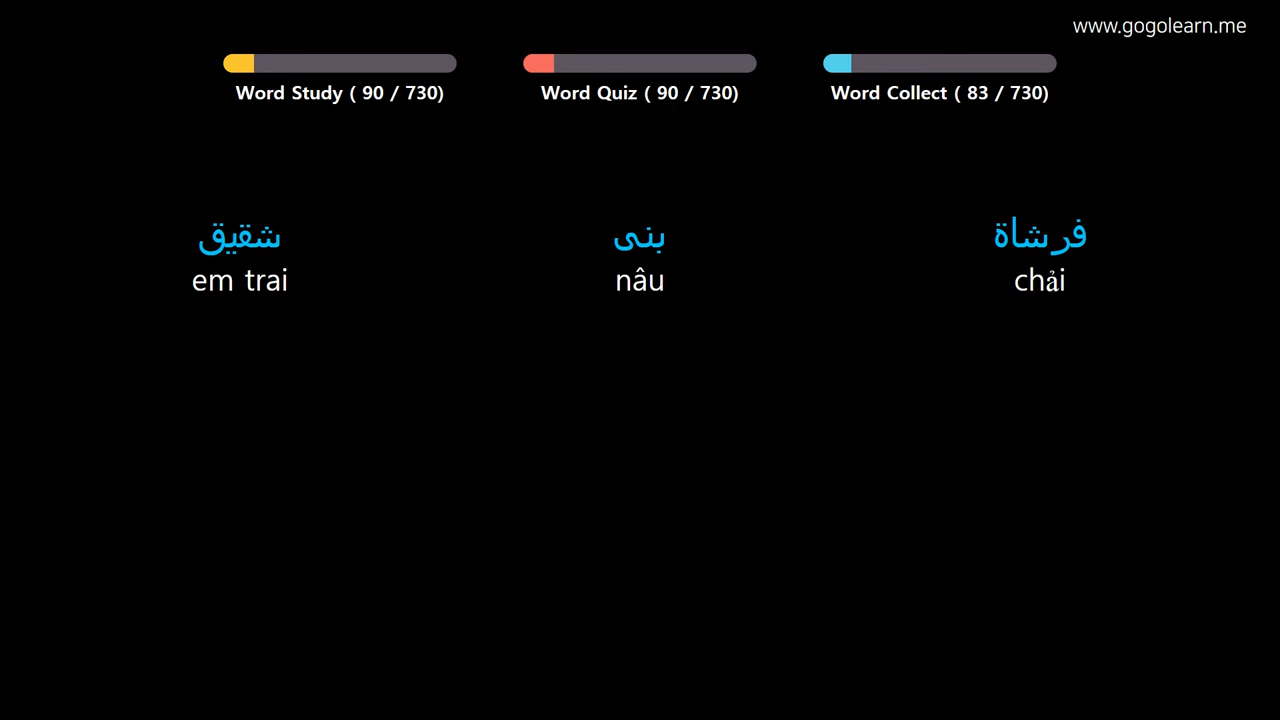 www.gogolearn.me
Word Study ( 90 / 730)
Word Quiz ( 90 / 730)
Word Collect ( 83 / 730)
شقيق
em trai
بنى
nâu
فرشاة
chải